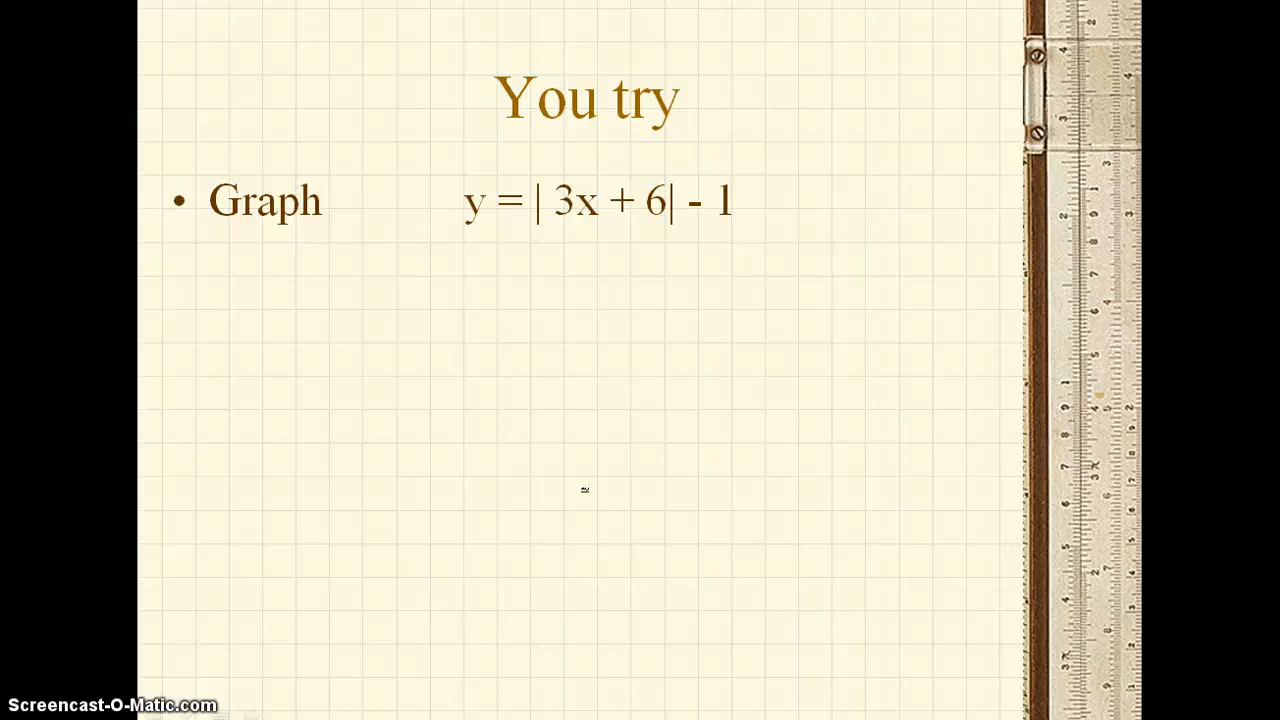 You try
• Graph y = | 3x + 6| - 1
Screencast-O-Matic.com